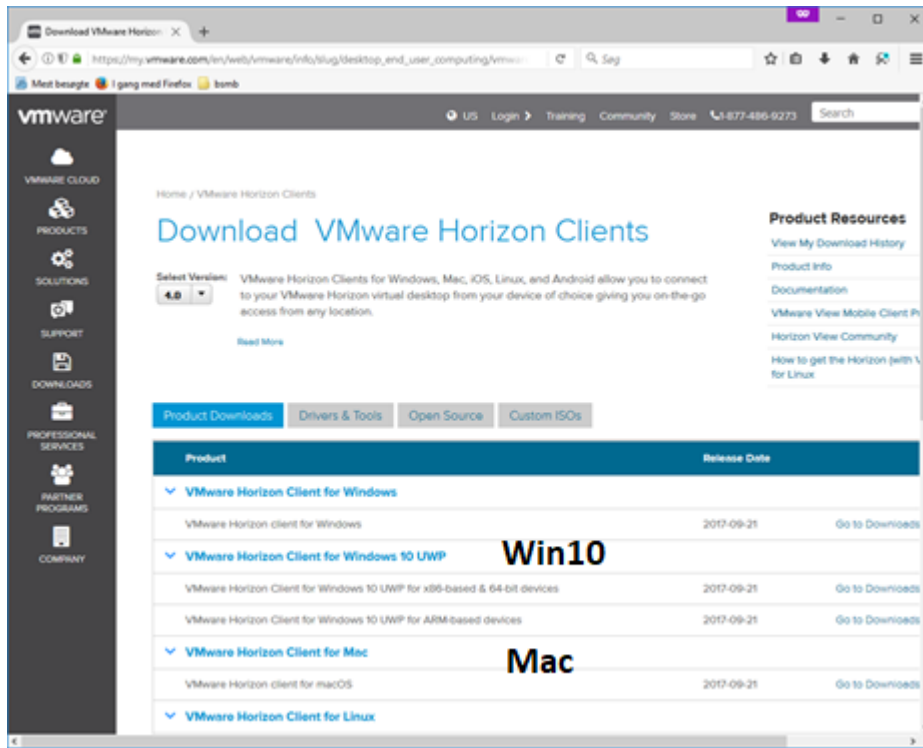 Download VMware Horizon
https://my.vmware.com/en/web/vmware/info/slug/desktop_end_user_computing/vmwar
Søg
Mest besøgte I gang med Firefox bsmb
vmware
US Login Training Community Store 1-877-486-9273 Search
VMWARE CLOUD
PRODUCTS
SOLUTIONS
SUPPORT
DOWNLOADS
PROFESSIONAL
SERVICES
PARTNER
PROGRAMS
COMPANY
Home / VMware Horizon Clients
Download VMware Horizon Clients
Select Version:
4.0
VMware Horizon Clients for Windows, Mac, iOS, Linux, and Android allow you to connect
to your VMware Horizon virtual desktop from your device of choice giving you on-the-go
access from any location.
Read More
Product Resources
View My Download History
Product Info
Documentation
VMware View Mobile Client P
Horizon View Community
How to get the Horizon (with V
for Linux
Product Downloads Drivers & Tools Open Source Custom ISOs
Product Release Date
VMware Horizon Client for Windows
VMware Horizon client for Windows 2017-09-21 Go to Downloads
VMware Horizon Client for Windows 10 UWP Win10
VMware Horizon Client for Windows 10 UWP for x86-based & 64-bit devices 2017-09-21 Go to Downloads
VMware Horizon Client for Windows 10 UWP for ARM-based devices 2017-09-21 Go to Downloads
VMware Horizon Client for Mac Mac
VMware Horizon client for macOS 2017-09-21 Go to Downloads
VMware Horizon Client for Linux